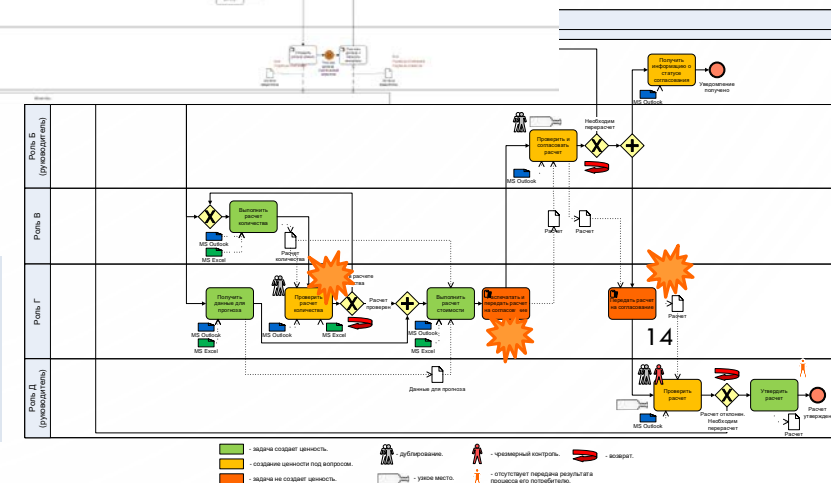 Получить
информацию о
статусе
согласования
MS Outlook
Уведомление
получено
Роль Б
(руководитель)
Необходим
перерасчет
Проверить и
согласовать
расчет
MS Outlook
Роль В
Выполнить
расчет
количества
MS Outlook
MS Excel
Расчет
количества
Расчет
Расчет
Роль Г
Получить
данные для
прогноза
MS Outlook
MS Excel
Проверить
расчет
количества
MS Outlook
MS Excel
расчете
Расчет
проверен
Выполнить
расчет
стоимости
MS Outlook
MS Excel
передать расчет
на согласование
Расчет
14
Данные для прогноза
Роль Д
(руководитель)
Проверить
расчет
MS Outlook
Расчет отклонен.
Необходим
перерасчет
Утвердить
расчет
Расчет
Расчет
утвержден
- задача создает ценность.
- создание ценности под вопросом.
- задача не создает ценность.
- дублирование.
- узкое место.
- чрезмерный контроль.
- отсутствует передача результата
процесса его потребителю.
- возврат.